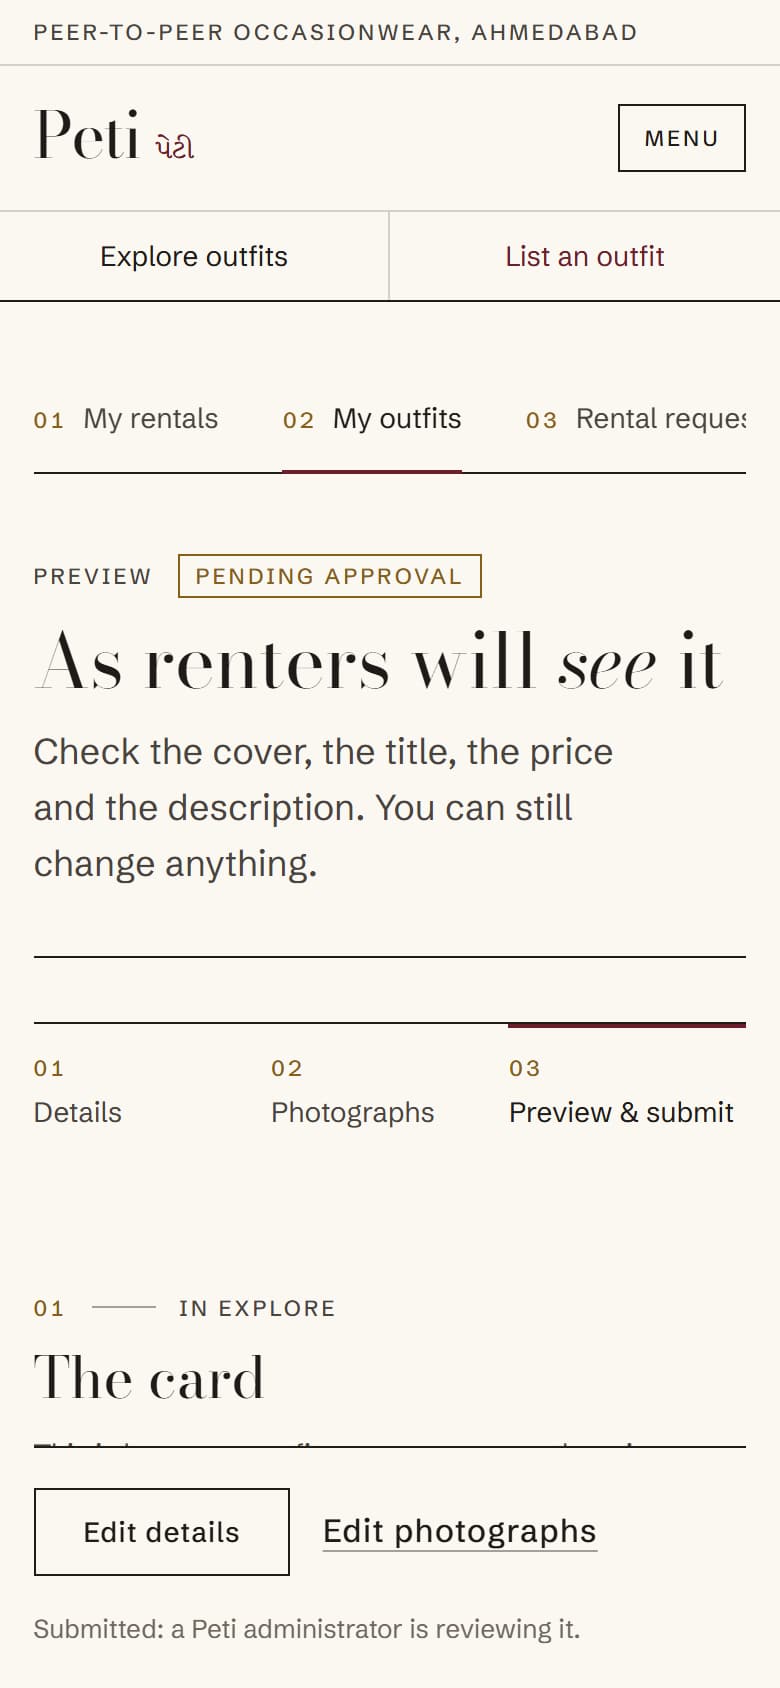 PEER-TO-PEER OCCASIONWEAR, AHMEDABAD
Peti પેટી
MENU
Explore outfits
List an outfit
01 My rentals
02 My outfits
03 Rental
PREVIEW
PENDING APPROVAL
As renters will see it
Check the cover, the title, the price
and the description. You can still
change anything.
01
Details
02
Photographs
03
Preview & submit
01
IN EXPLORE
The card
Edit details
Edit photographs
Submitted: a Peti administrator is reviewing it.